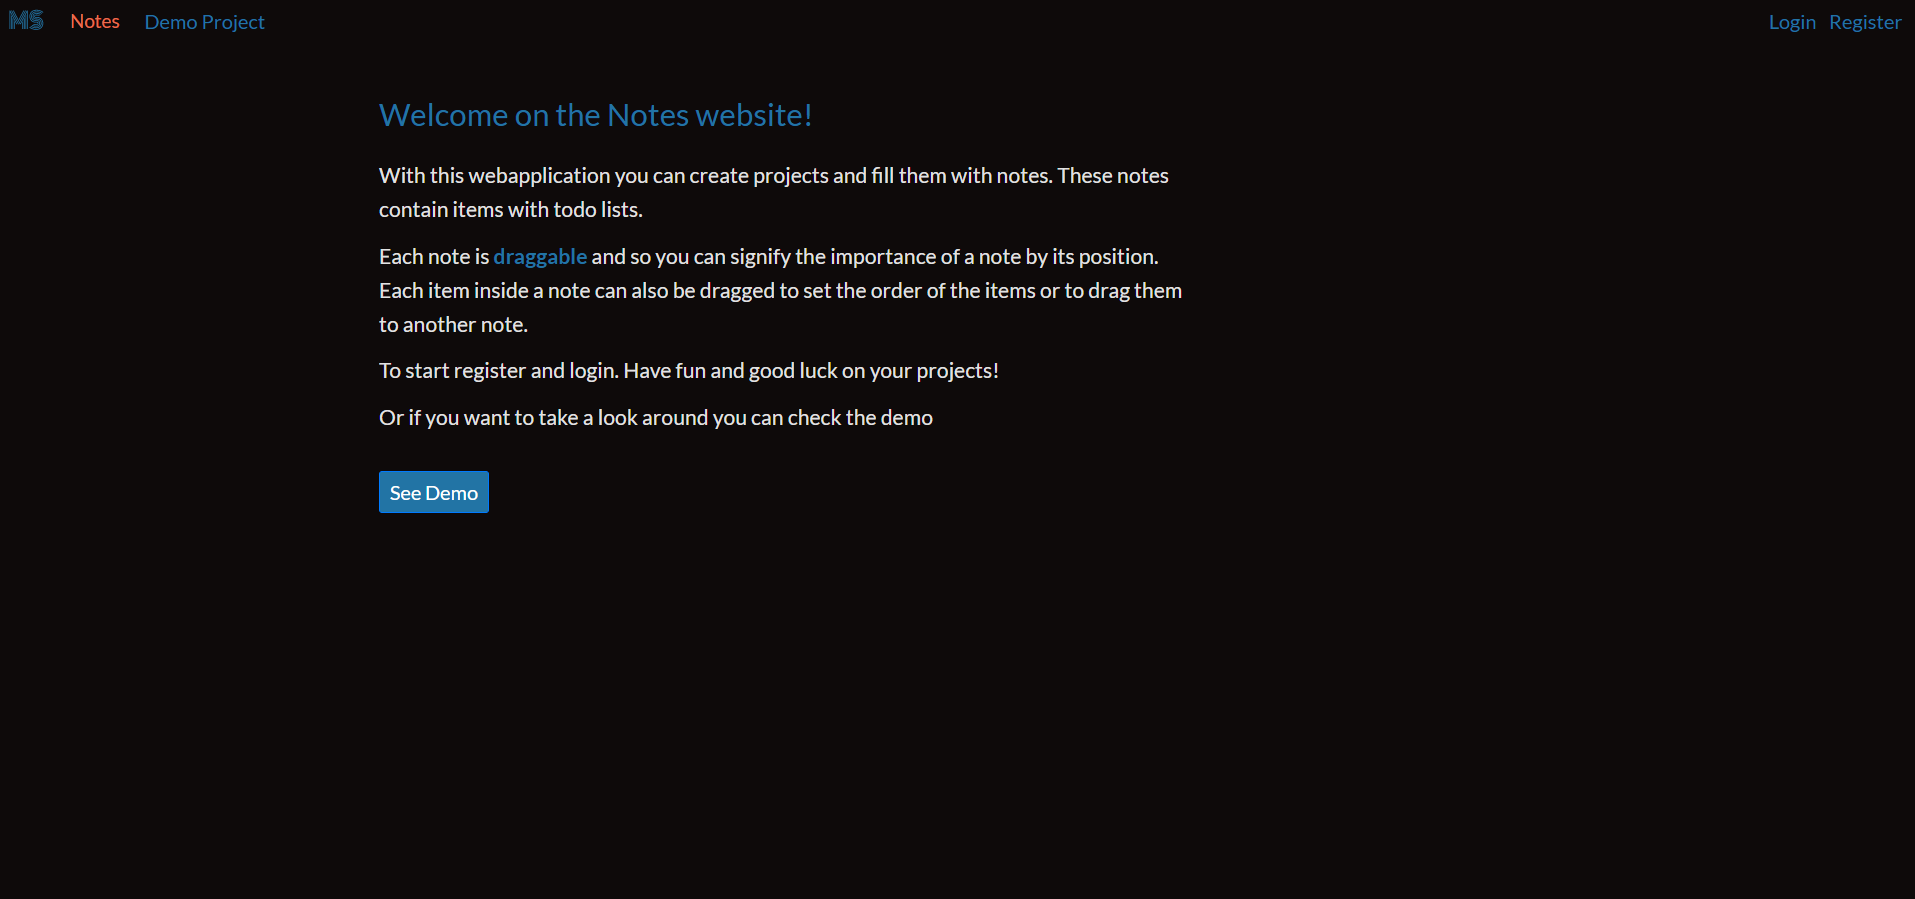 MS Notes Demo Project Login Register
Welcome on the Notes website!
With this webapplication you can create projects and fill them with notes. These notes
contain items with todo lists.
Each note is draggable and so you can signify the importance of a note by its position.
Each item inside a note can also be dragged to set the order of the items or to drag them
to another note.
To start register and login. Have fun and good luck on your projects!
Or if you want to take a look around you can check the demo
See Demo